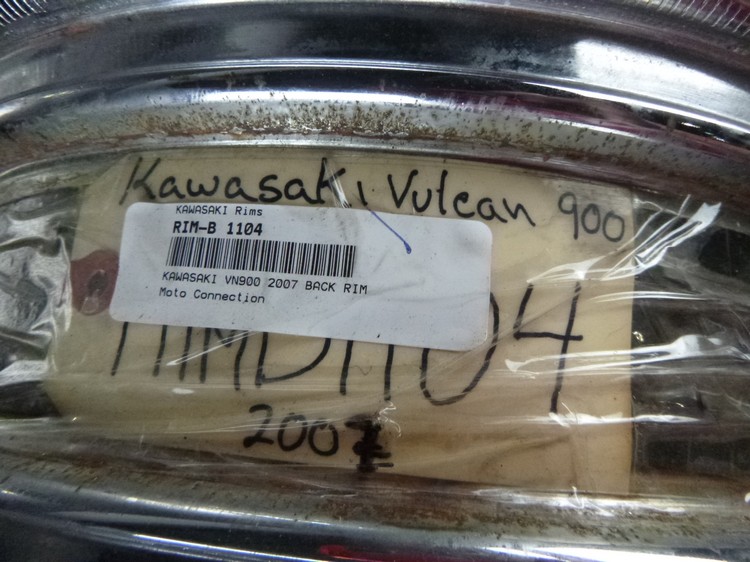 Kawasaki Vulcan 900
KAWASAKI Rims
RIM-B 1104
KAWASAKI VN900 2007 BACK RIM
Moto Connection
2007